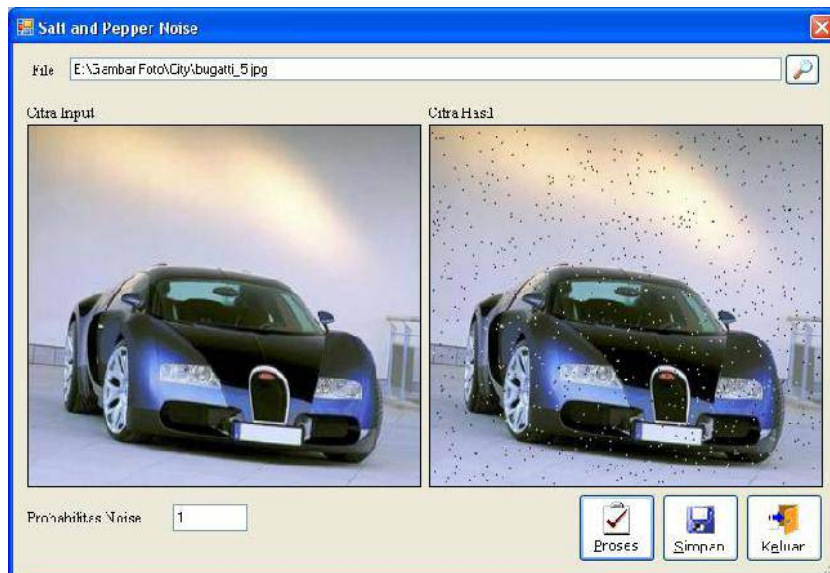 Salt and Pepper Noise
File E:\Gambar Foto\City\bugatti_5.jpg
Citra Input
Citra Hasil
Probabilitas Noise 1
Proses
Simpan
Keluar